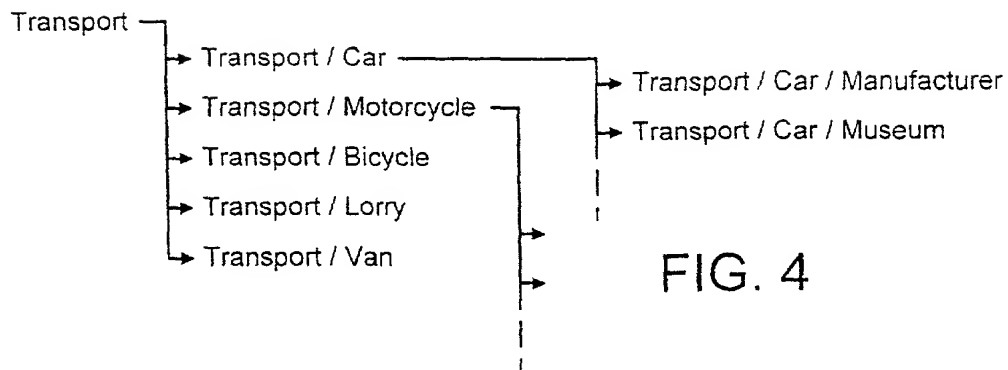 Transport
Transport / Car
Transport / Car / Manufacturer
Transport / Motorcycle
Transport / Car / Museum
Transport / Bicycle
Transport / Lorry
Transport / Van
FIG. 4